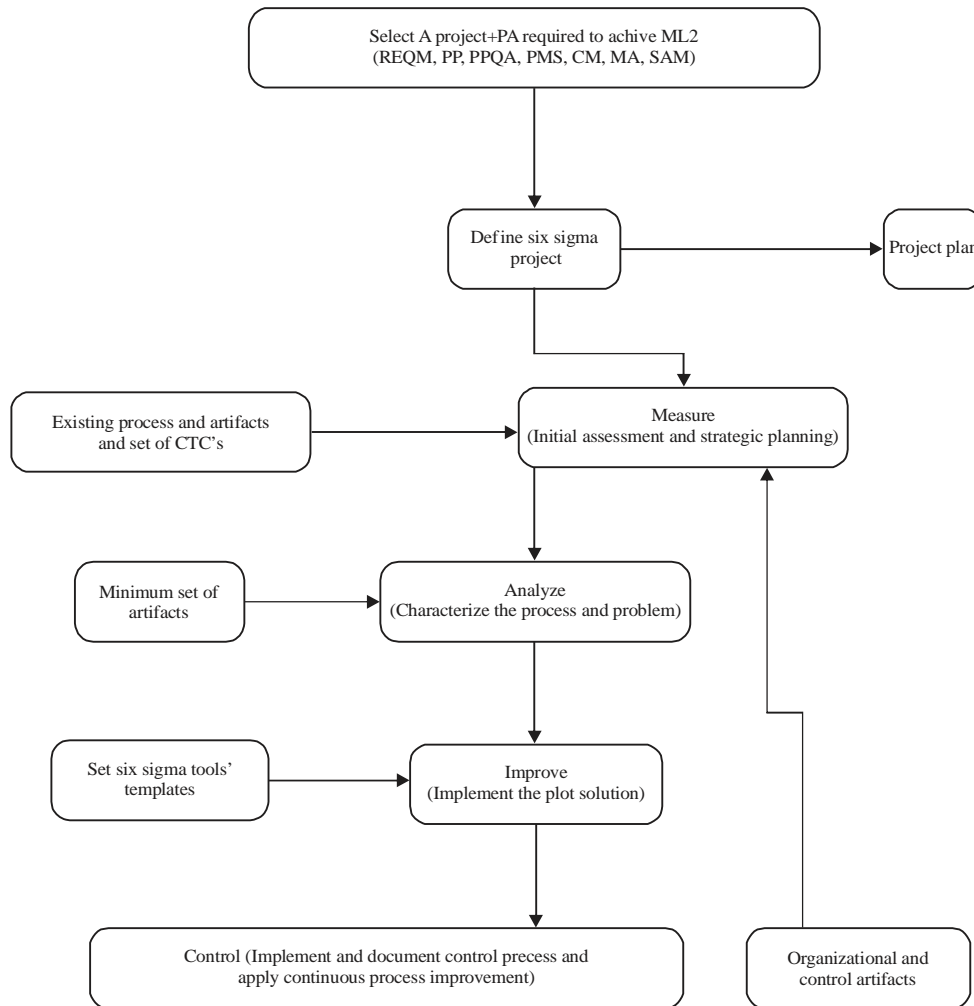 Select A project+PA required to achive ML2
(REQM, PP, PPQA, PMS, CM, MA, SAM)
Define six sigma
project
Project plan
Existing process and artifacts
and set of CTC’s
Measure
(Initial assessment and strategic planning)
Minimum set of
artifacts
Analyze
(Characterize the process and problem)
Set six sigma tools’
templates
Improve
(Implement the plot solution)
Control (Implement and document control precess and
apply continuous process improvement)
Organizational and
control artifacts